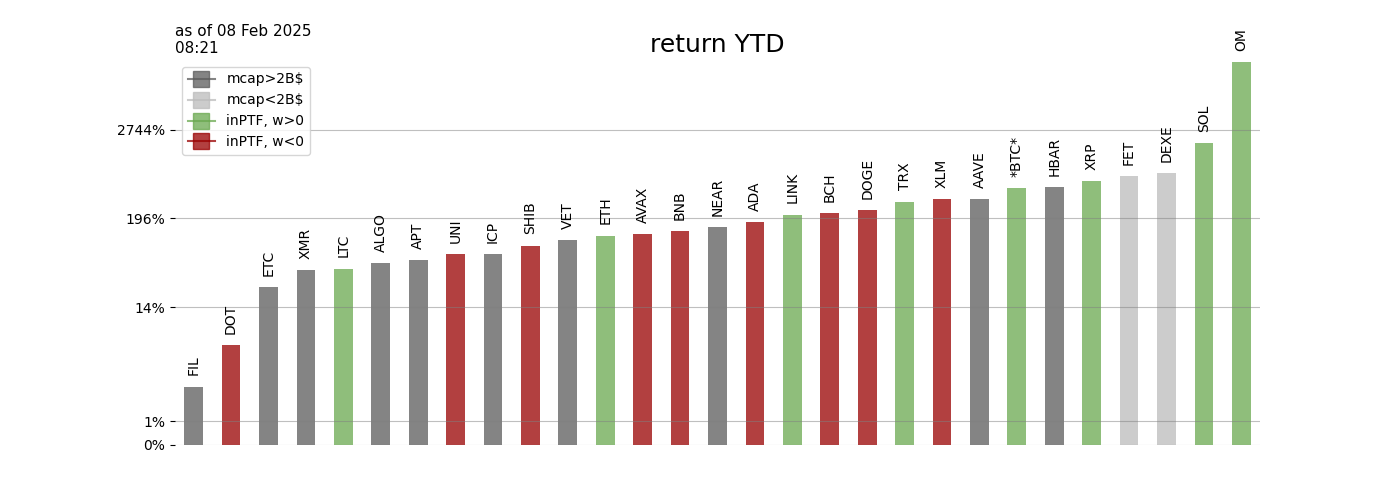 as of 08 Feb 2025
08:21
return YTD
mcap>2B$
mcap<2B$
inPTF, w>0
inPTF, w<0
2744%
196%
14%
1%
0%
FIL
DOT
ETC
XMR
LTC
ALGO
APT
UNI
ICP
SHIB
VET
ETH
AVAX
BNB
NEAR
ADA
LINK
BCH
DOGE
TRX
XLM
AAVE
*BTC*
HBAR
XRP
FET
DEXE
SOL
OM